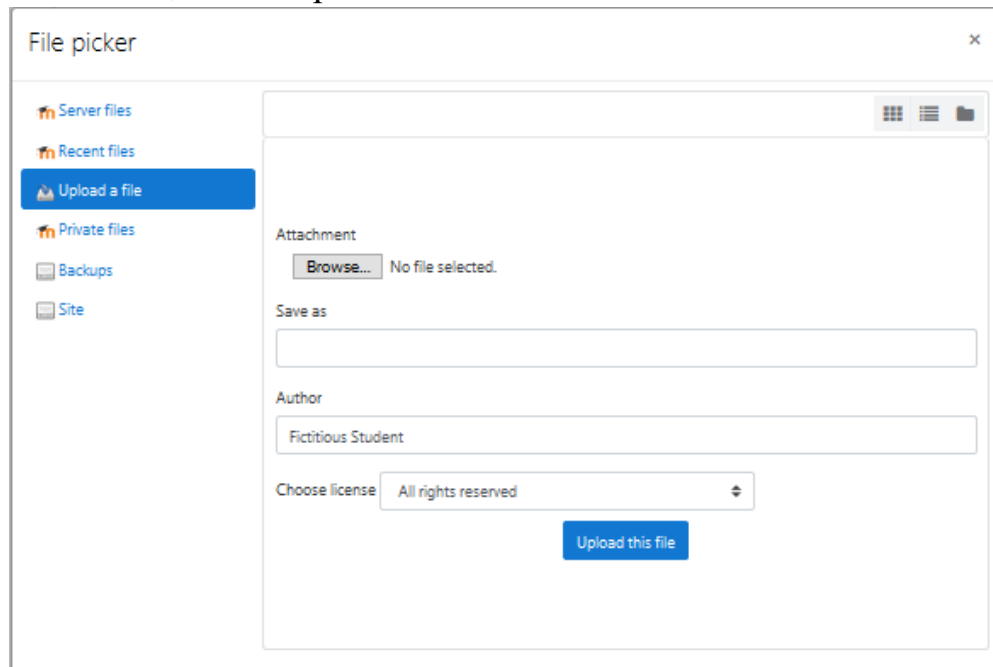 File picker
×
Server files
Recent files
Upload a file
Private files
Backups
Site
Attachment
Browse... No file selected.
Save as
Author
Fictitious Student
Choose license All rights reserved
Upload this file